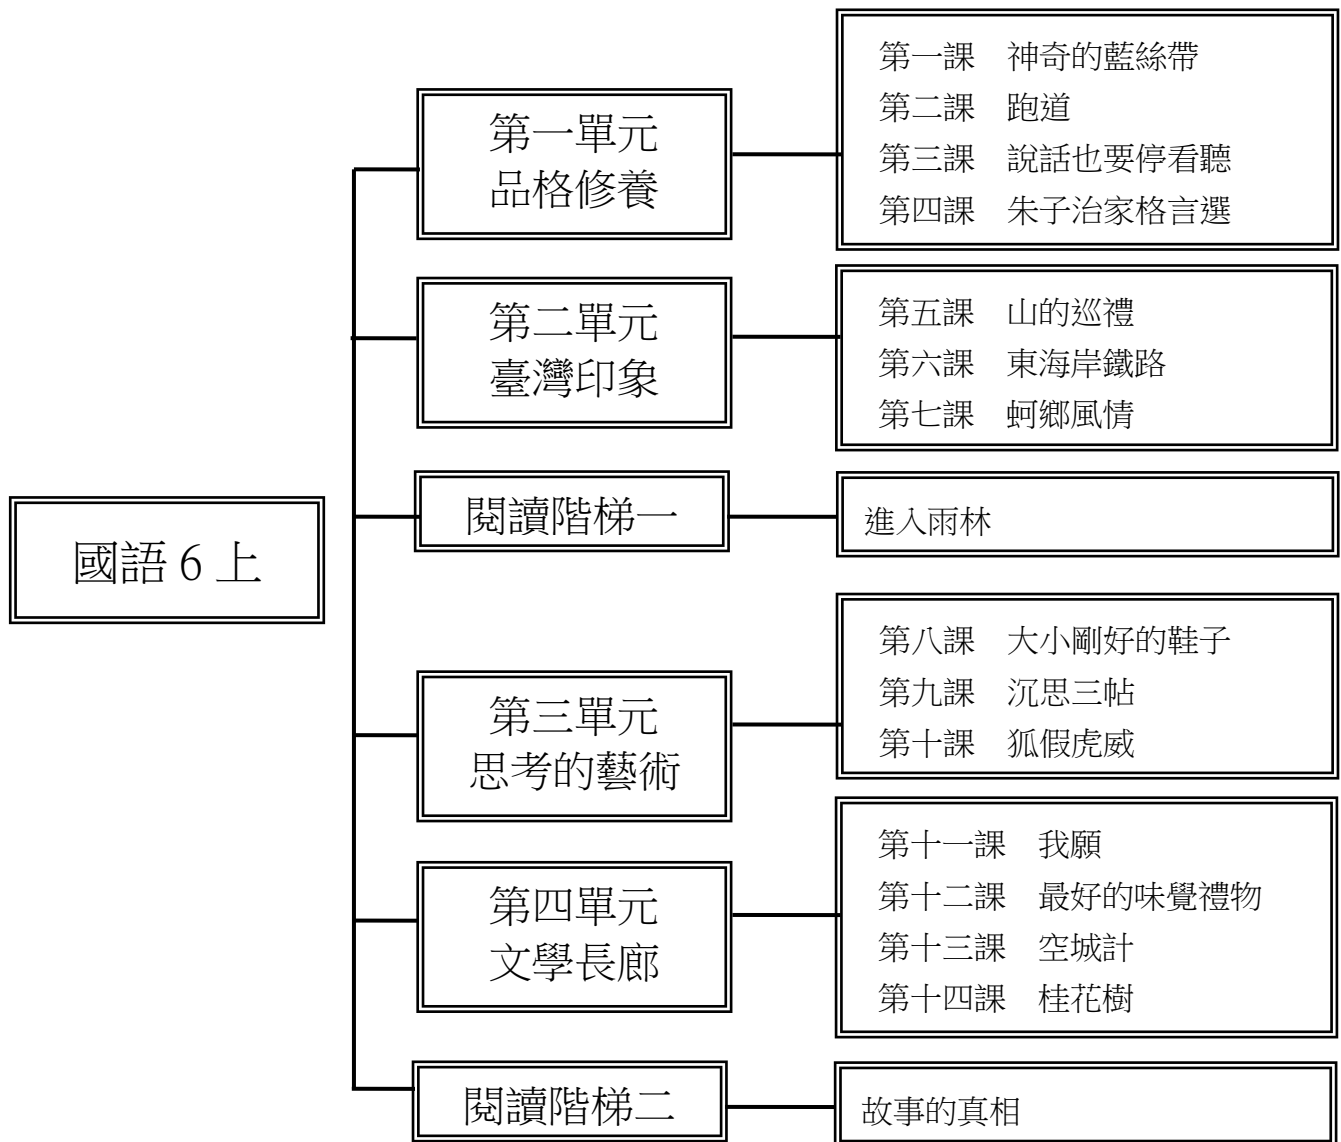 國語 6 上
第一單元
品格修養
第一課　神奇的藍絲帶
第二課　跑道
第三課　說話也要停看聽
第四課　朱子治家格言選
第二單元
臺灣印象
第五課　山的巡禮
第六課　東海岸鐵路
第七課　蚵鄉風情
閱讀階梯一
進入雨林
第三單元
思考的藝術
第八課　大小剛好的鞋子
第九課　沉思三帖
第十課　狐假虎威
第四單元
文學長廊
第十一課　我願
第十二課　最好的味覺禮物
第十三課　空城計
第十四課　桂花樹
閱讀階梯二
故事的真相